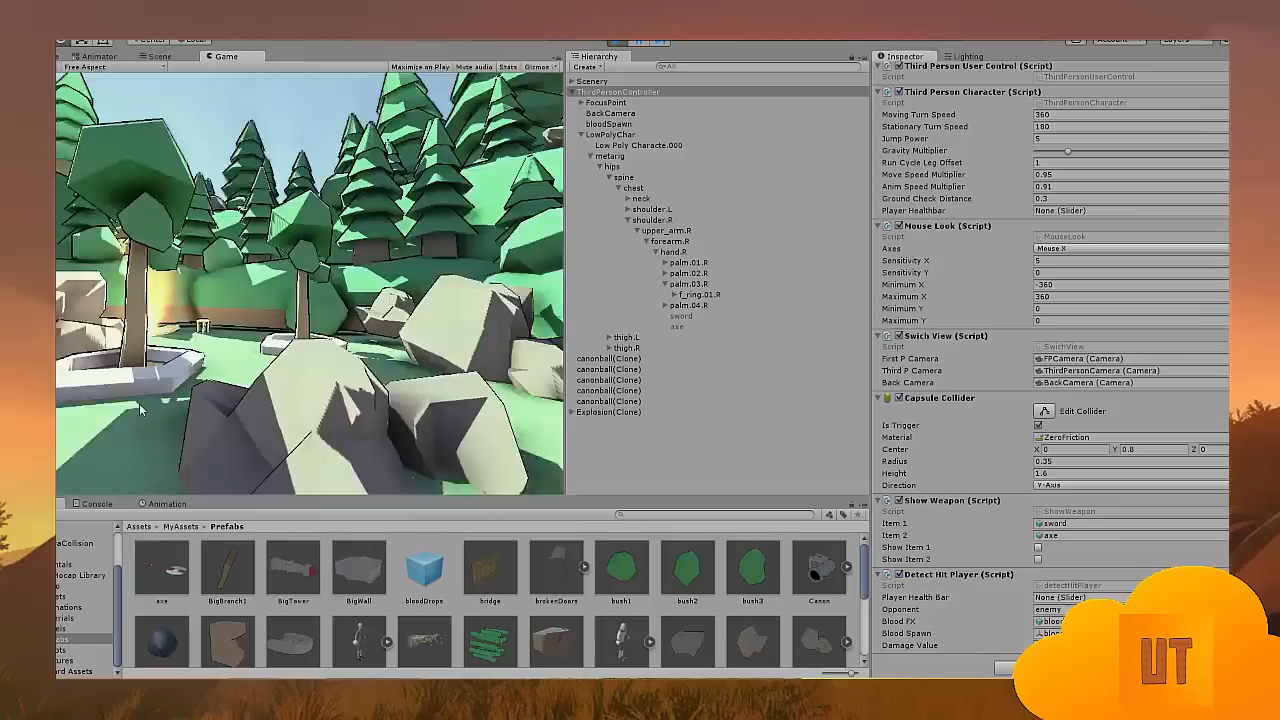 Center
Local
Account
Layers
Animator
Scene
Game
Free Aspect
Maximize on Play
Mute audio
Stats
Gizmos
Hierarchy
Create
All
Scenery
ThirdPersonController
FocusPoint
BackCamera
bloodSpawn
LowPolyChar
Low Poly Characte.000
metarig
hips
spine
chest
neck
shoulder.L
shoulder.R
upper_arm.R
forearm.R
hand.R
palm.01.R
palm.02.R
palm.03.R
f_ring.01.R
palm.04.R
sword
axe
thigh.L
thigh.R
canonball(Clone)
canonball(Clone)
canonball(Clone)
canonball(Clone)
canonball(Clone)
Explosion(Clone)
Inspector
Lighting
Third Person User Control (Script)
Script ThirdPersonUserControl
Third Person Character (Script)
Script ThirdPersonCharacter
Moving Turn Speed 360
Stationary Turn Speed 180
Jump Power 5
Gravity Multiplier
Run Cycle Leg Offset 1
Move Speed Multiplier 0.95
Anim Speed Multiplier 0.91
Ground Check Distance 0.3
Player Healthbar None (Slider)
Mouse Look (Script)
Script MouseLook
Axes Mouse X
Sensitivity X 5
Sensitivity Y 0
Minimum X -360
Maximum X 360
Minimum Y 0
Maximum Y 0
Swich View (Script)
Script SwichView
First P Camera FPCamera (Camera)
Third P Camera ThirdPersonCamera (Camera)
Back Camera BackCamera (Camera)
Capsule Collider
Edit Collider
Is Trigger
Material ZeroFriction
Center X 0 Y 0.8 Z 0
Radius 0.35
Height 1.6
Direction Y-Axis
Show Weapon (Script)
Script ShowWeapon
Item 1 sword
Item 2 axe
Show Item 1
Show Item 2
Detect Hit Player (Script)
Script detectHitPlayer
Player Health Bar None (Slider)
Opponent enemy
Blood FX
Blood Spawn
Damage Value
Console
Animation
Assets MyAssets Prefabs
raCollision
ntals
Mocap Library
axe
BigBranch1
BigTower
BigWall
bloodDrops
bridge
brokenDoors
bush1
bush2
bush3
Canon
UT